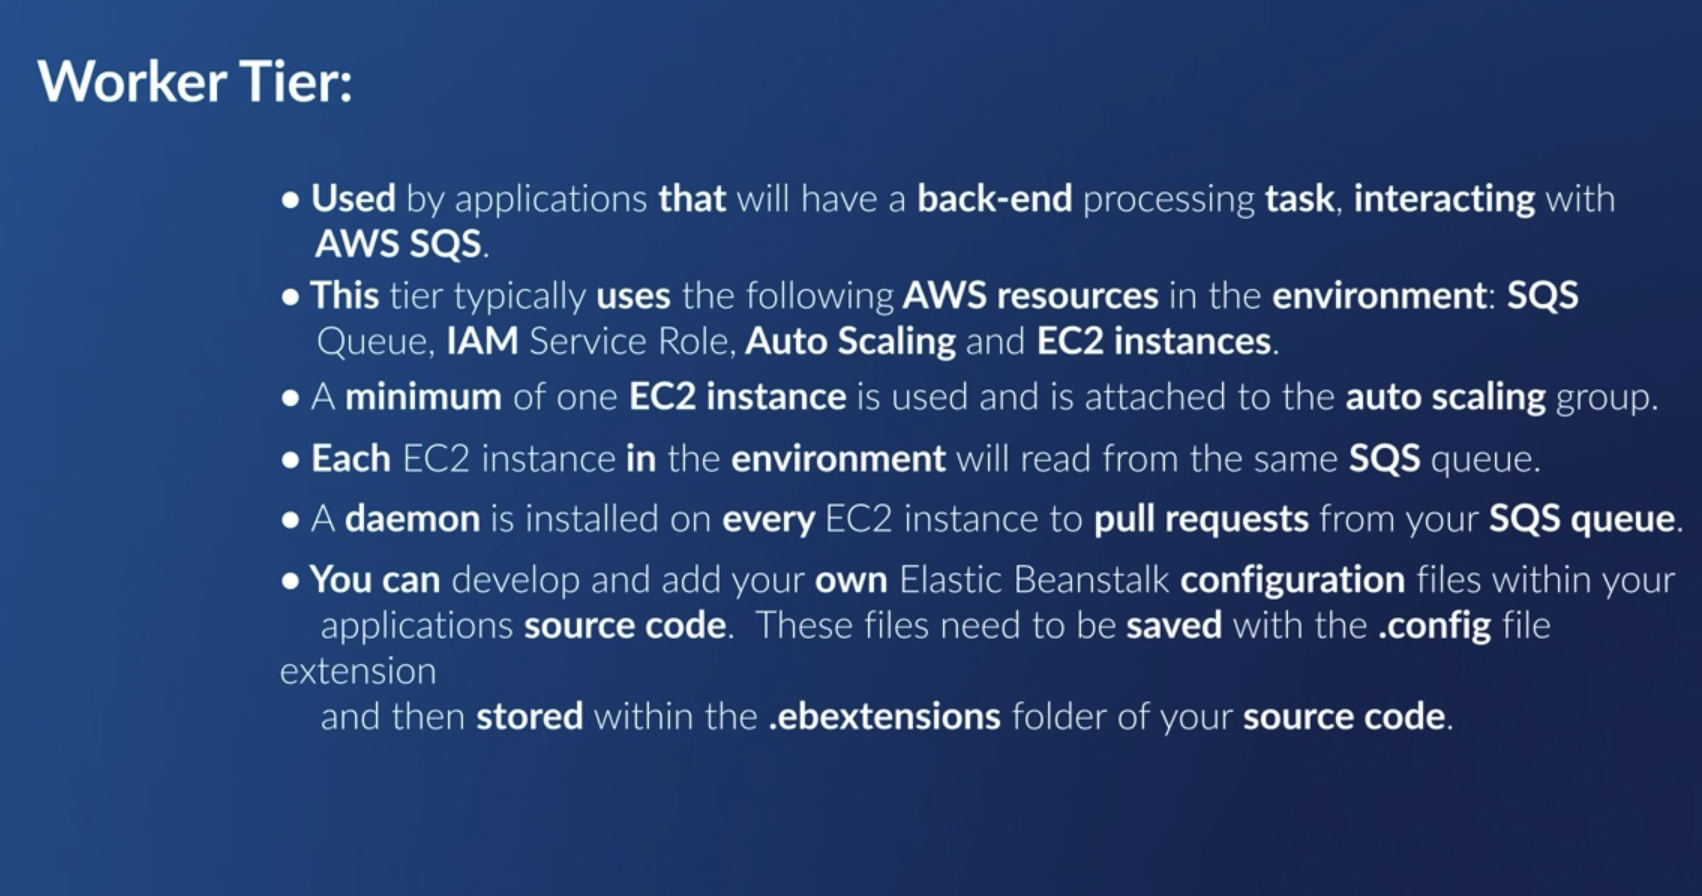 Worker Tier:
● Used by applications that will have a back-end processing task, interacting with
AWS SQS.
● This tier typically uses the following AWS resources in the environment: SQS
Queue, IAM Service Role, Auto Scaling and EC2 instances.
● A minimum of one EC2 instance is used and is attached to the auto scaling group.
● Each EC2 instance in the environment will read from the same SQS queue.
● A daemon is installed on every EC2 instance to pull requests from your SQS queue.
● You can develop and add your own Elastic Beanstalk configuration files within your
applications source code.  These files need to be saved with the .config file
extension
and then stored within the .ebextensions folder of your source code.